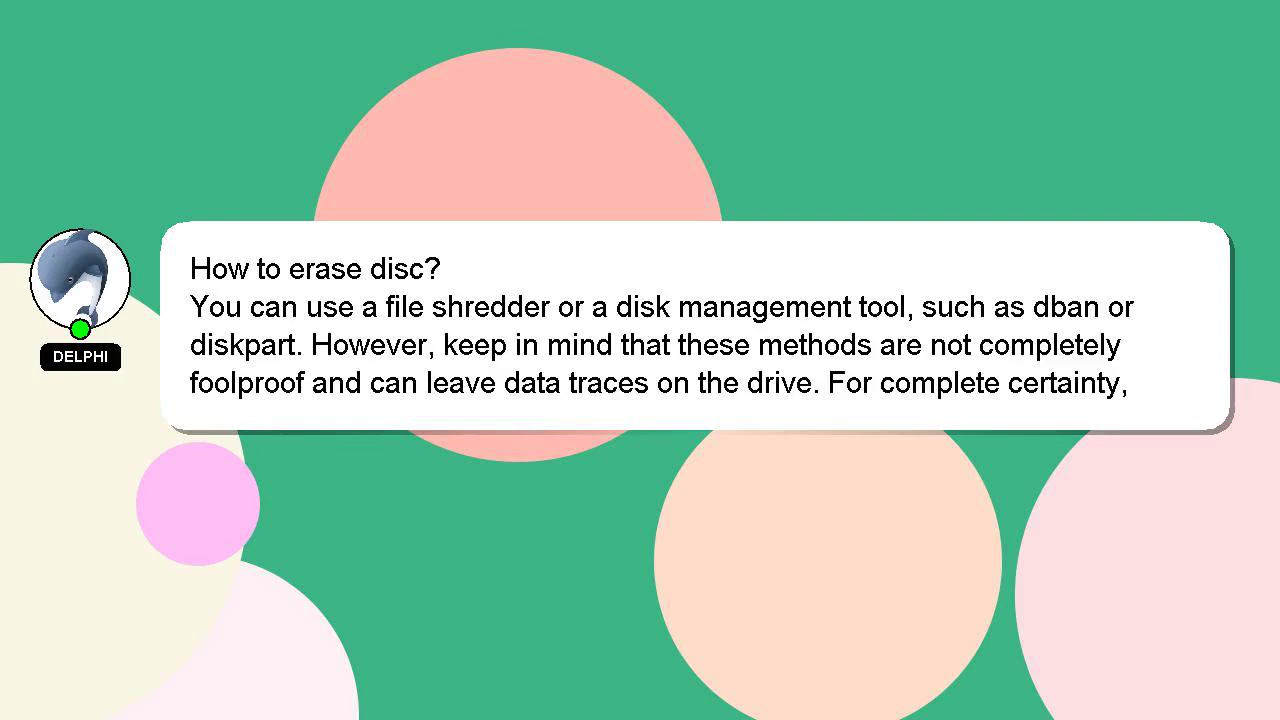 How to erase disc?
You can use a file shredder or a disk management tool, such as dban or
diskpart. However, keep in mind that these methods are not completely
foolproof and can leave data traces on the drive. For complete certainty,
DELPHI